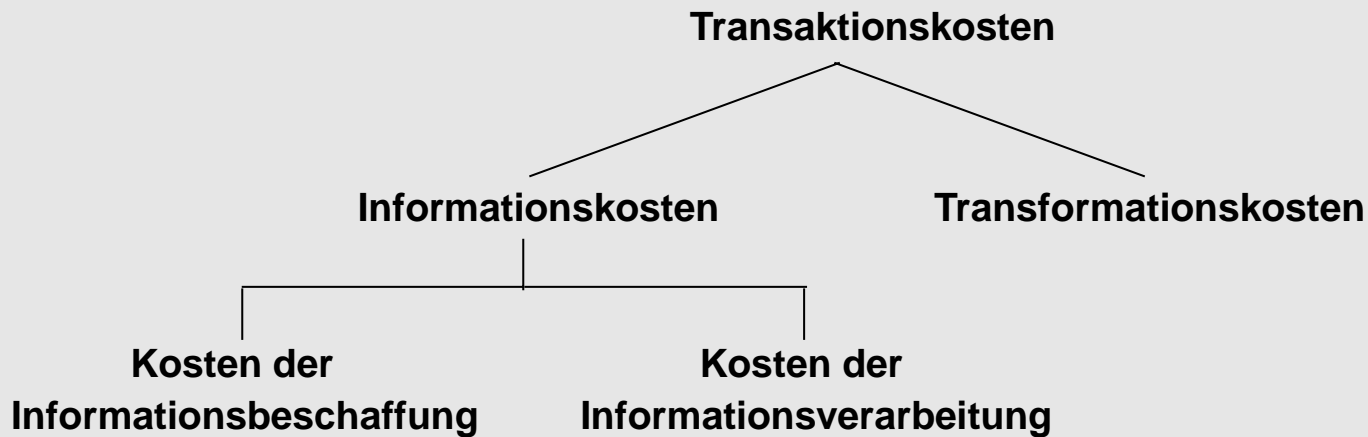 Transaktionskosten
Informationskosten
Transformationskosten
Kosten der
Informationsbeschaffung
Kosten der
Informationsverarbeitung